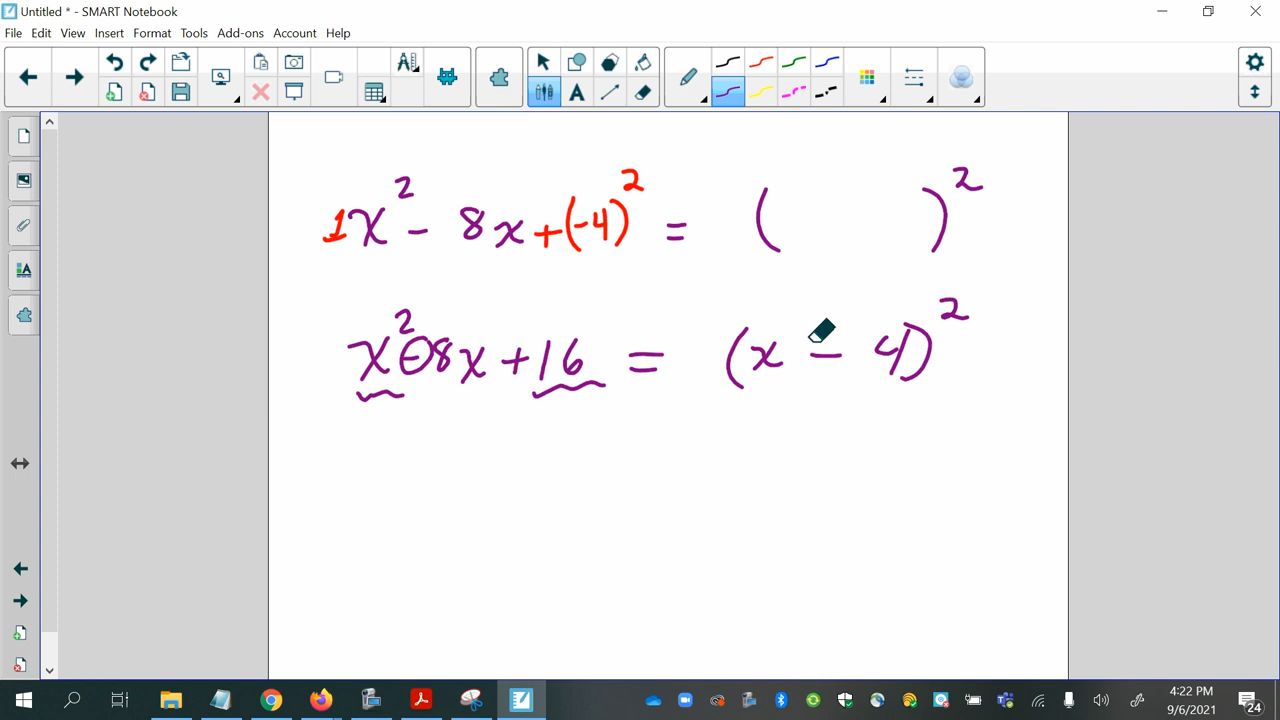 Untitled * - SMART Notebook
File Edit View Insert Format Tools Add-ons Account Help
1x² - 8x + (-4)² = (        )²
x² - 8x + 16 = (x - 4)²
4:22 PM
9/6/2021
24